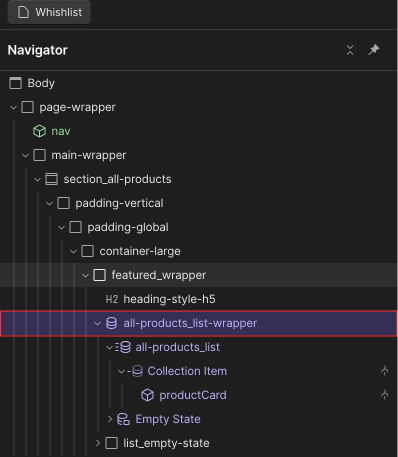 Whishlist
Navigator
Body
page-wrapper
nav
main-wrapper
section_all-products
padding-vertical
padding-global
container-large
featured_wrapper
H2 heading-style-h5
all-products_list-wrapper
all-products_list
Collection Item
productCard
Empty State
list_empty-state